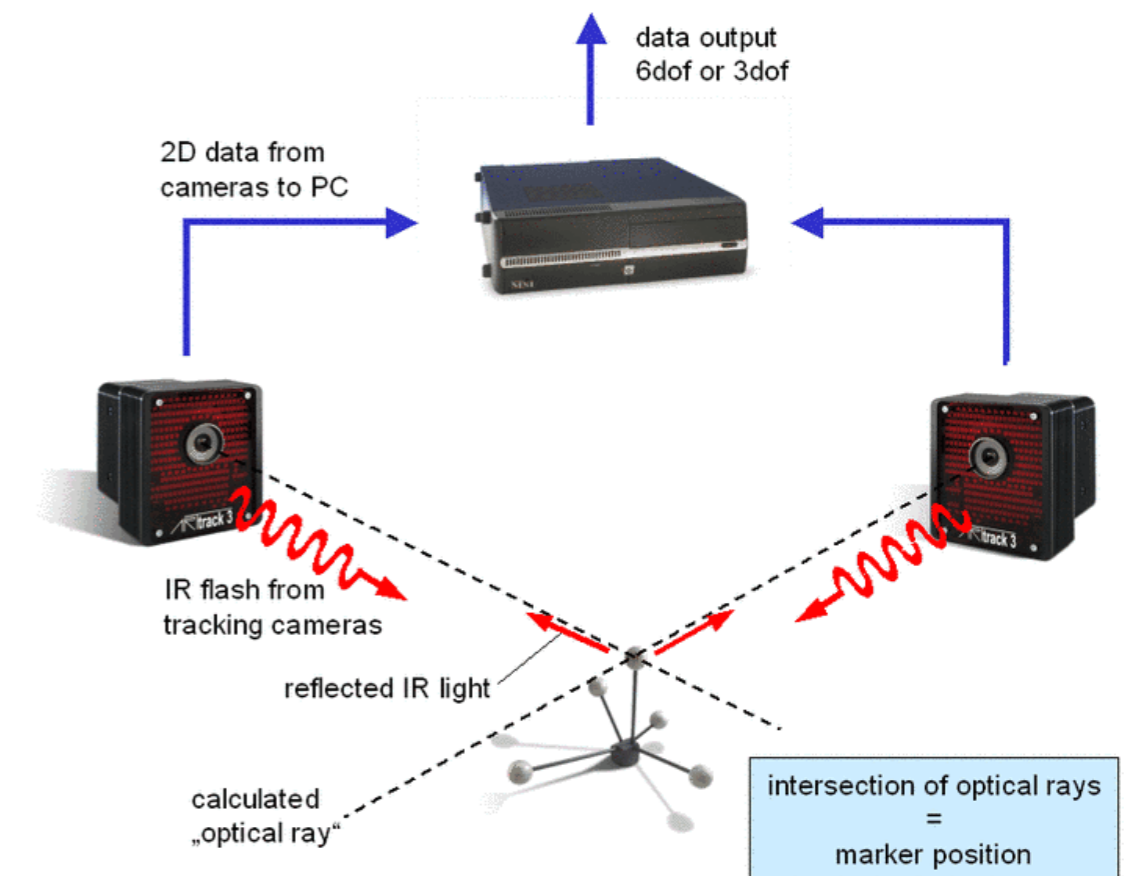 data output
6dof or 3dof
2D data from
cameras to PC
track 3
track 3
IR flash from
tracking cameras
reflected IR light
calculated
„optical ray“
intersection of optical rays
=
marker position